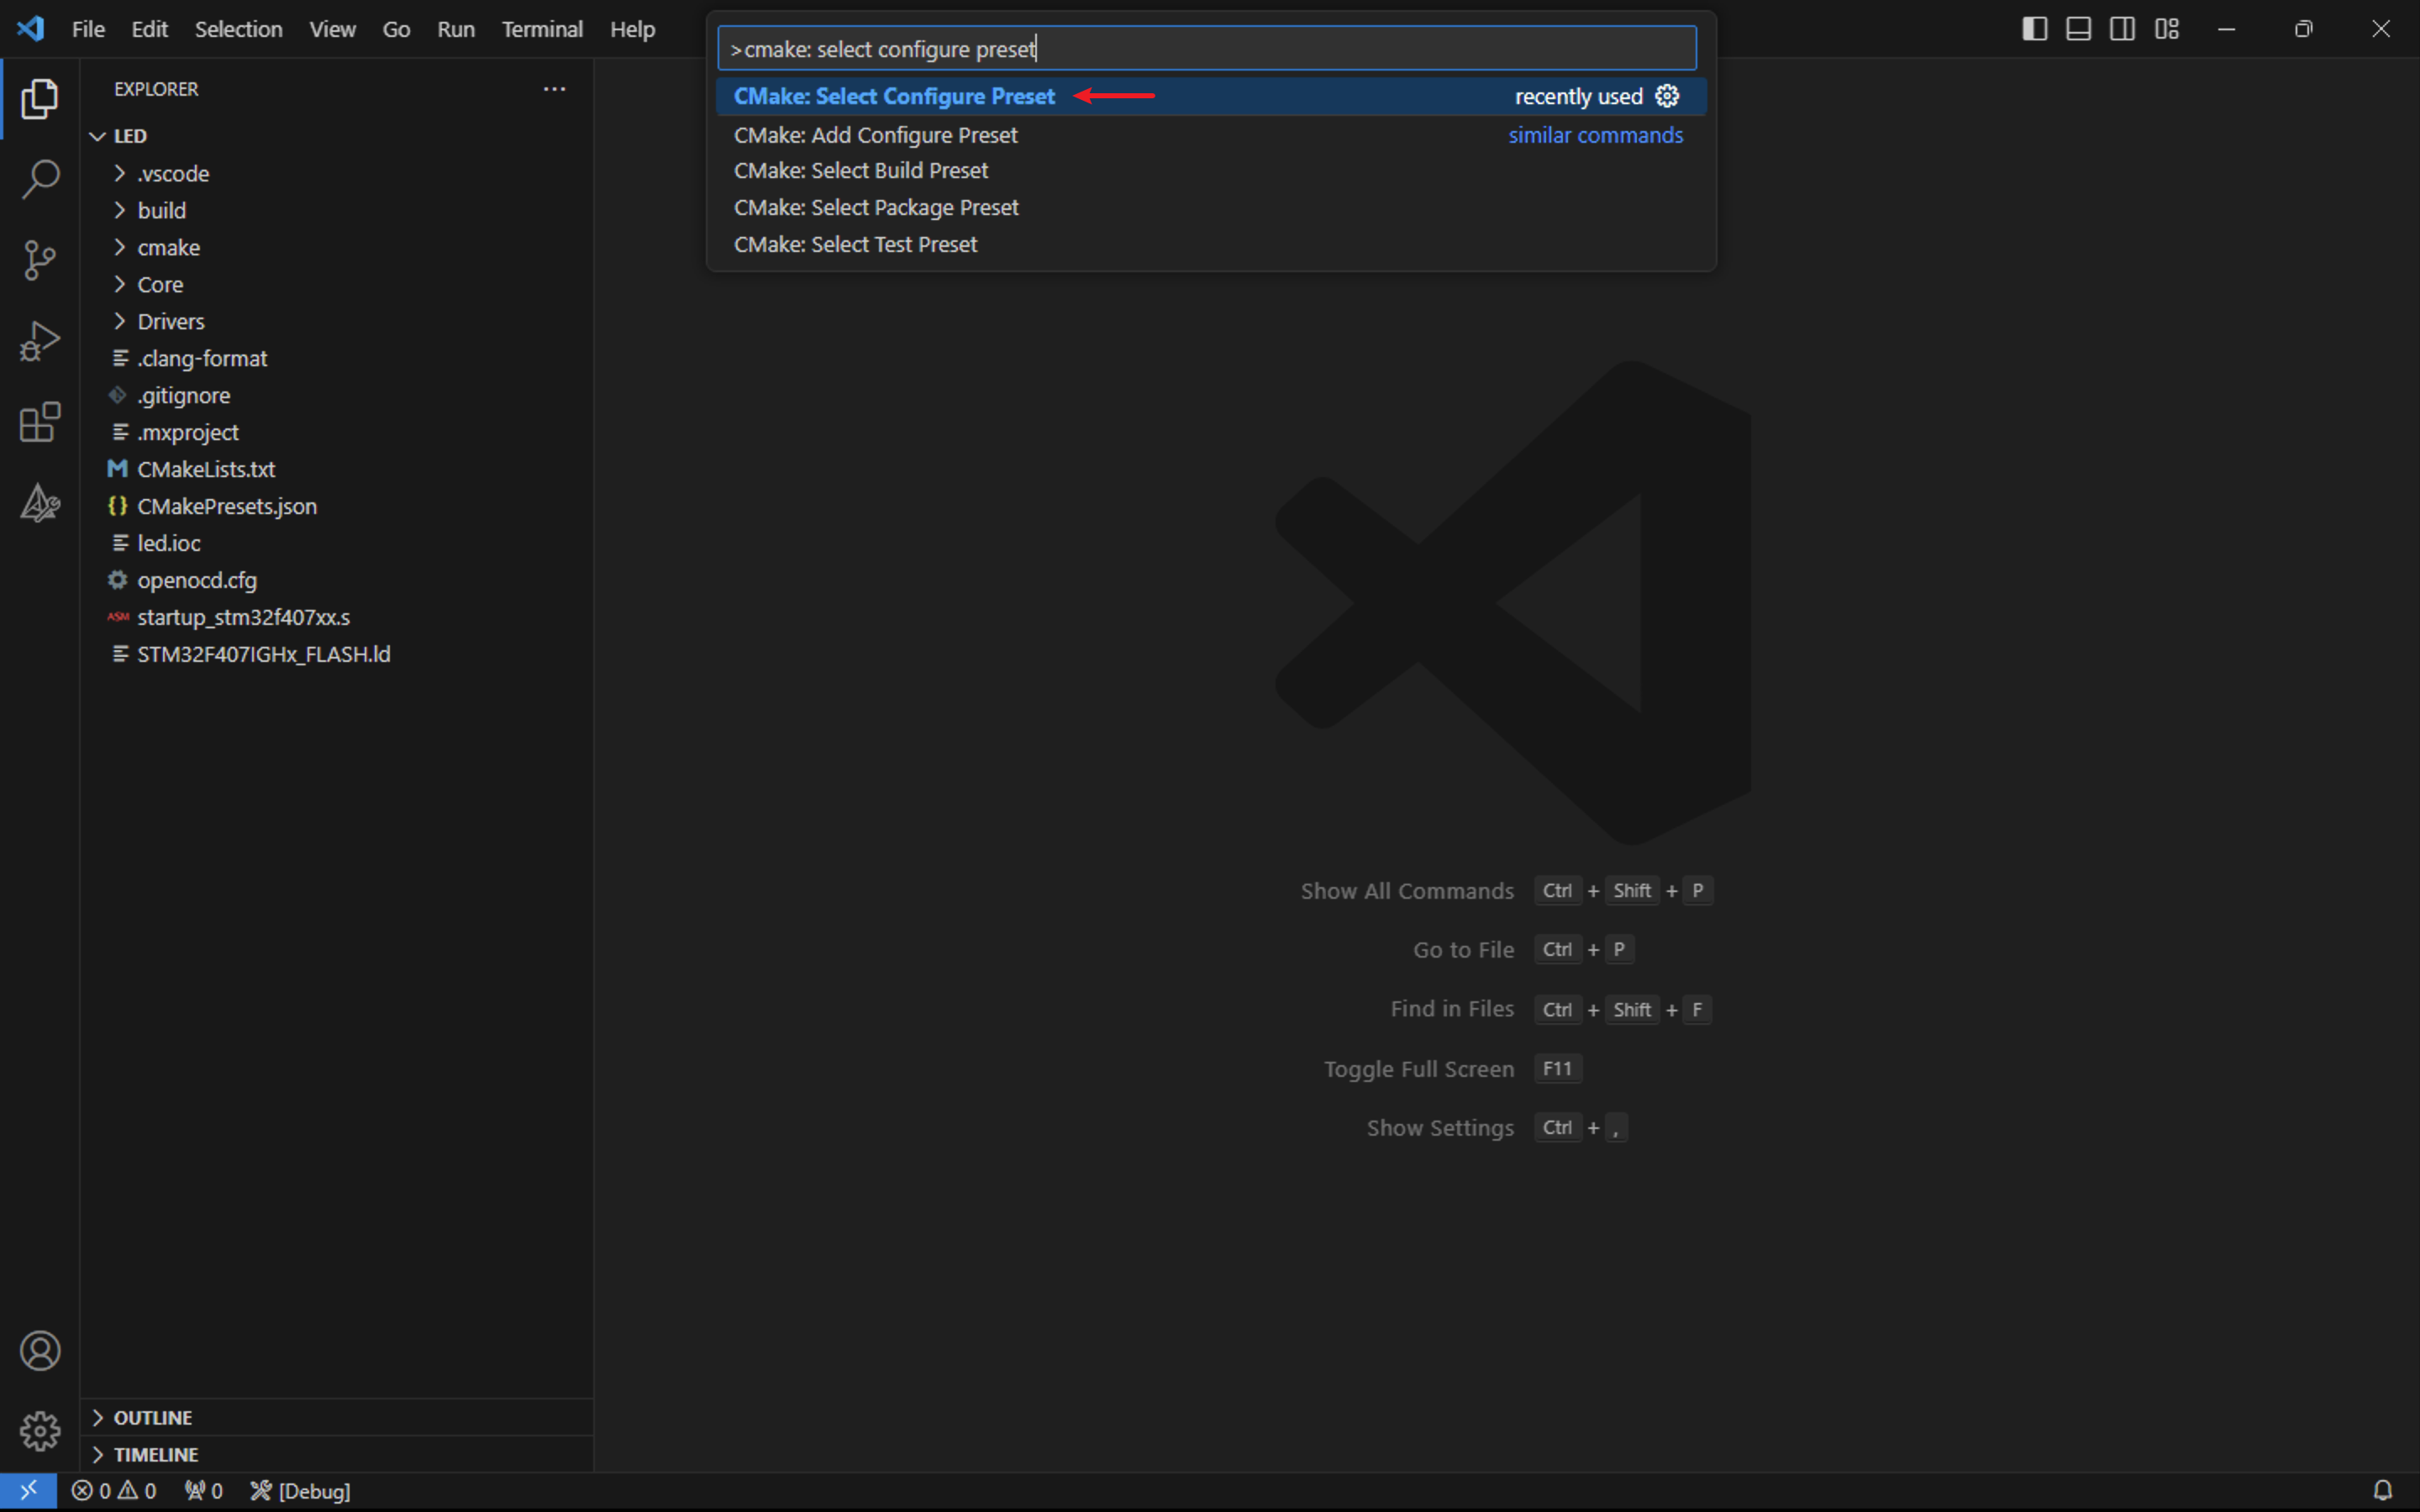 File Edit Selection View Go Run Terminal Help
>cmake: select configure preset
CMake: Select Configure Preset recently used
CMake: Add Configure Preset similar commands
CMake: Select Build Preset
CMake: Select Package Preset
CMake: Select Test Preset
EXPLORER
LED
.vscode
build
cmake
Core
Drivers
.clang-format
.gitignore
.mxproject
M CMakeLists.txt
{} CMakePresets.json
led.ioc
openocd.cfg
ASM startup_stm32f407xx.s
STM32F407IGHx_FLASH.ld
Show All Commands Ctrl + Shift + P
Go to File Ctrl + P
Find in Files Ctrl + Shift + F
Toggle Full Screen F11
Show Settings Ctrl + ,
OUTLINE
TIMELINE
0 0 0 [Debug]